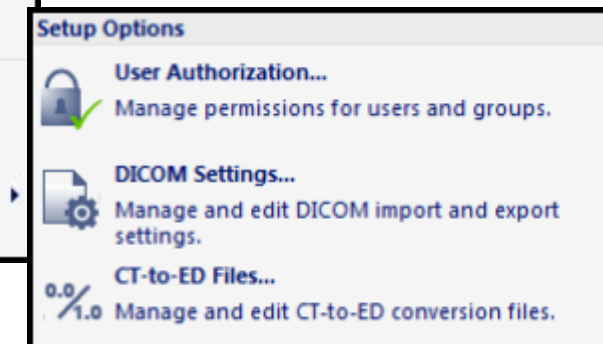 Setup Options
User Authorization...
Manage permissions for users and groups.
DICOM Settings...
Manage and edit DICOM import and export
settings.
CT-to-ED Files...
0.0/1.0
Manage and edit CT-to-ED conversion files.